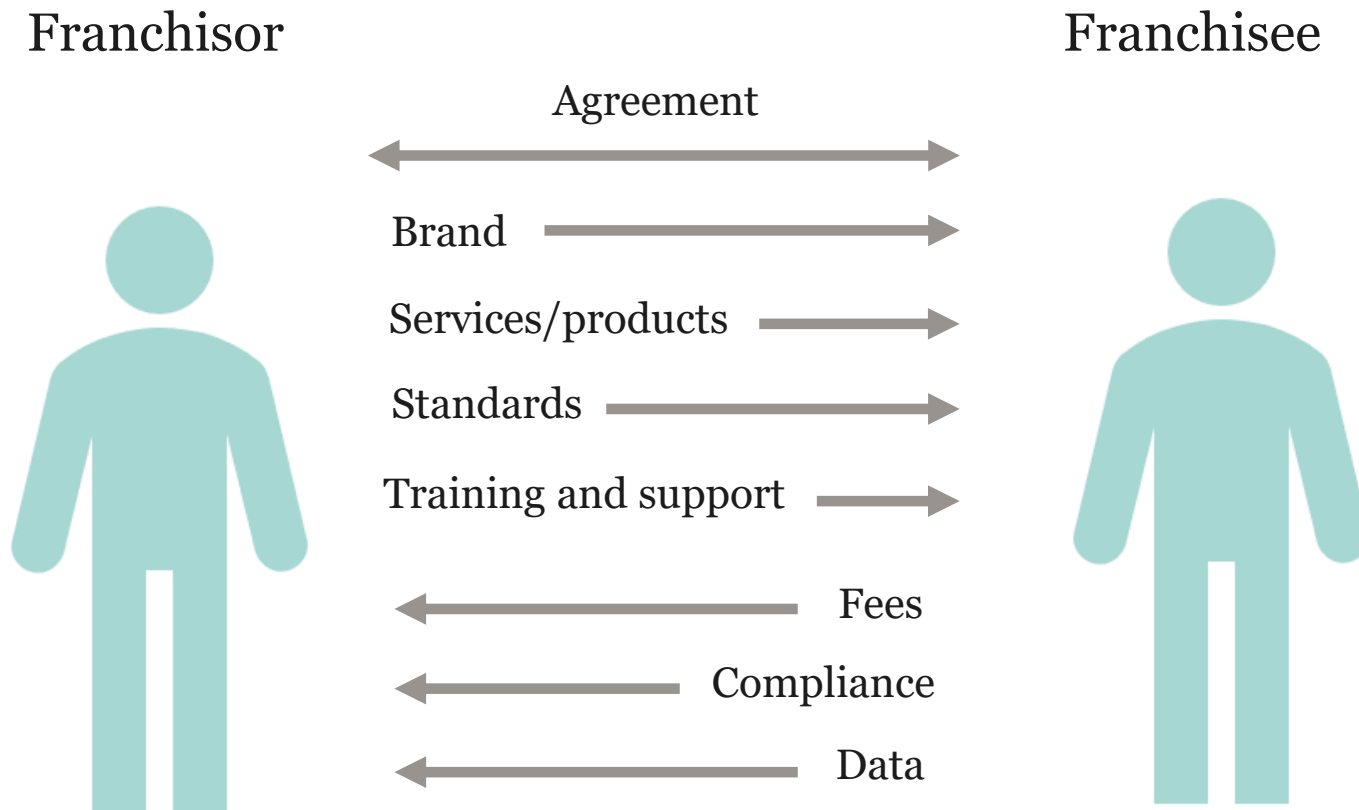 Franchisor
Franchisee
Agreement
Brand
Services/products
Standards
Training and support
Fees
Compliance
Data